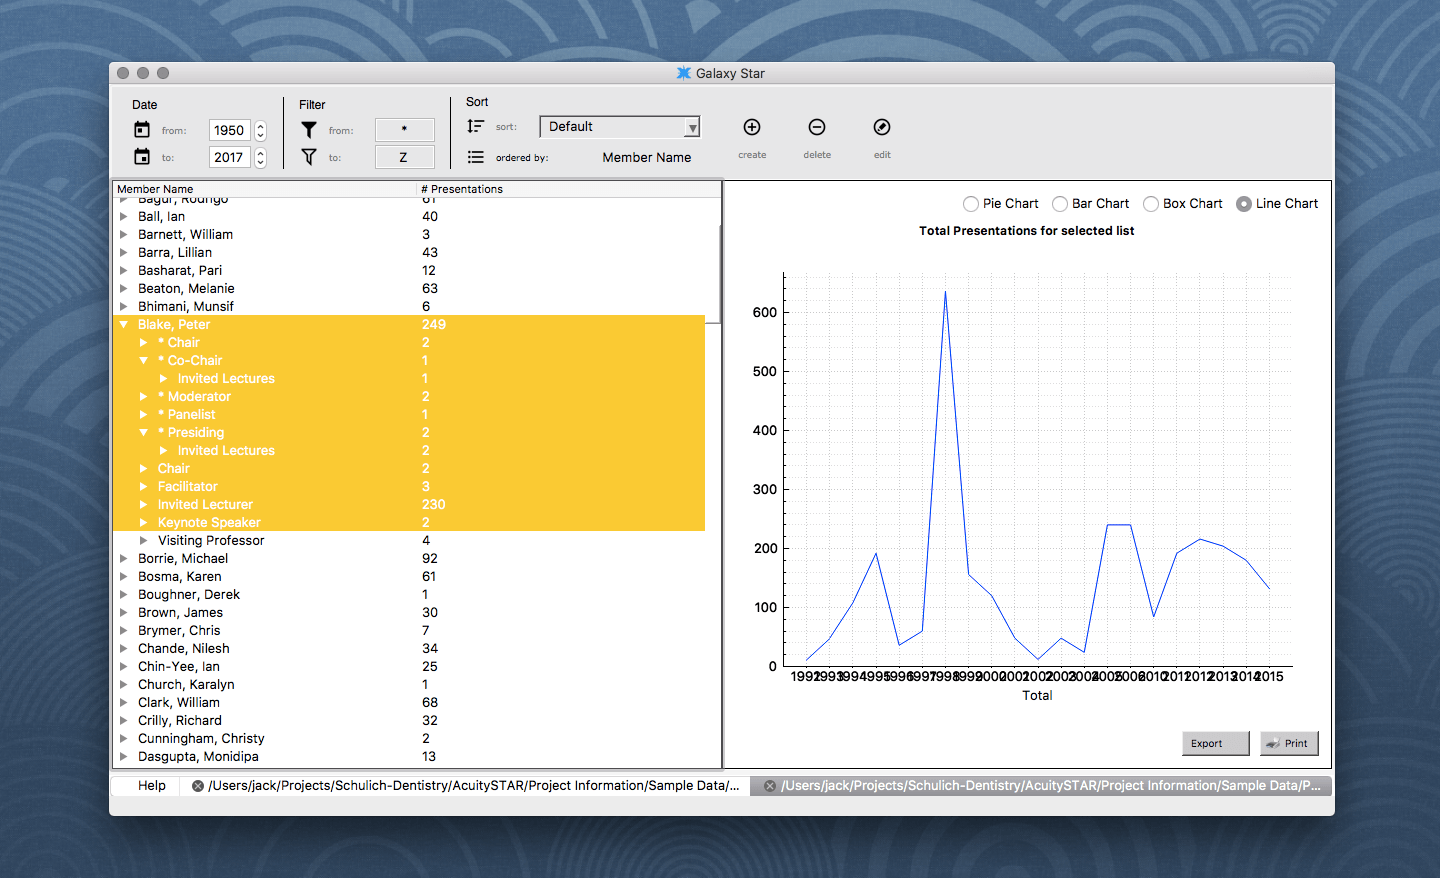 Galaxy Star
Date
from: 1950
to: 2017
Filter
from: *
to: Z
Sort
sort: Default
ordered by: Member Name
create
delete
edit
Member Name # Presentations
Bagur, Rodrigo 61
Ball, Ian 40
Barnett, William 3
Barra, Lillian 43
Basharat, Pari 12
Beaton, Melanie 63
Bhimani, Munsif 6
Blake, Peter 249
* Chair 2
* Co-Chair 1
Invited Lectures 1
* Moderator 2
* Panelist 1
* Presiding 2
Invited Lectures 2
Chair 2
Facilitator 3
Invited Lecturer 230
Keynote Speaker 2
Visiting Professor 4
Borrie, Michael 92
Bosma, Karen 61
Boughner, Derek 1
Brown, James 30
Brymer, Chris 7
Chande, Nilesh 34
Chin-Yee, Ian 25
Church, Karalyn 1
Clark, William 68
Crilly, Richard 32
Cunningham, Christy 2
Dasgupta, Monidipa 13
Pie Chart Bar Chart Box Chart Line Chart
Total Presentations for selected list
600
500
400
300
200
100
0
1992 1993 1994 1995 1996 1997 1998 1999 2000 2001 2002 2003 2004 2005 2006 2010 2011 2012 2013 2014 2015
Total
Export Print
Help /Users/jack/Projects/Schulich-Dentistry/AcuitySTAR/Project Information/Sample Data/... /Users/jack/Projects/Schulich-Dentistry/AcuitySTAR/Project Information/Sample Data/P...